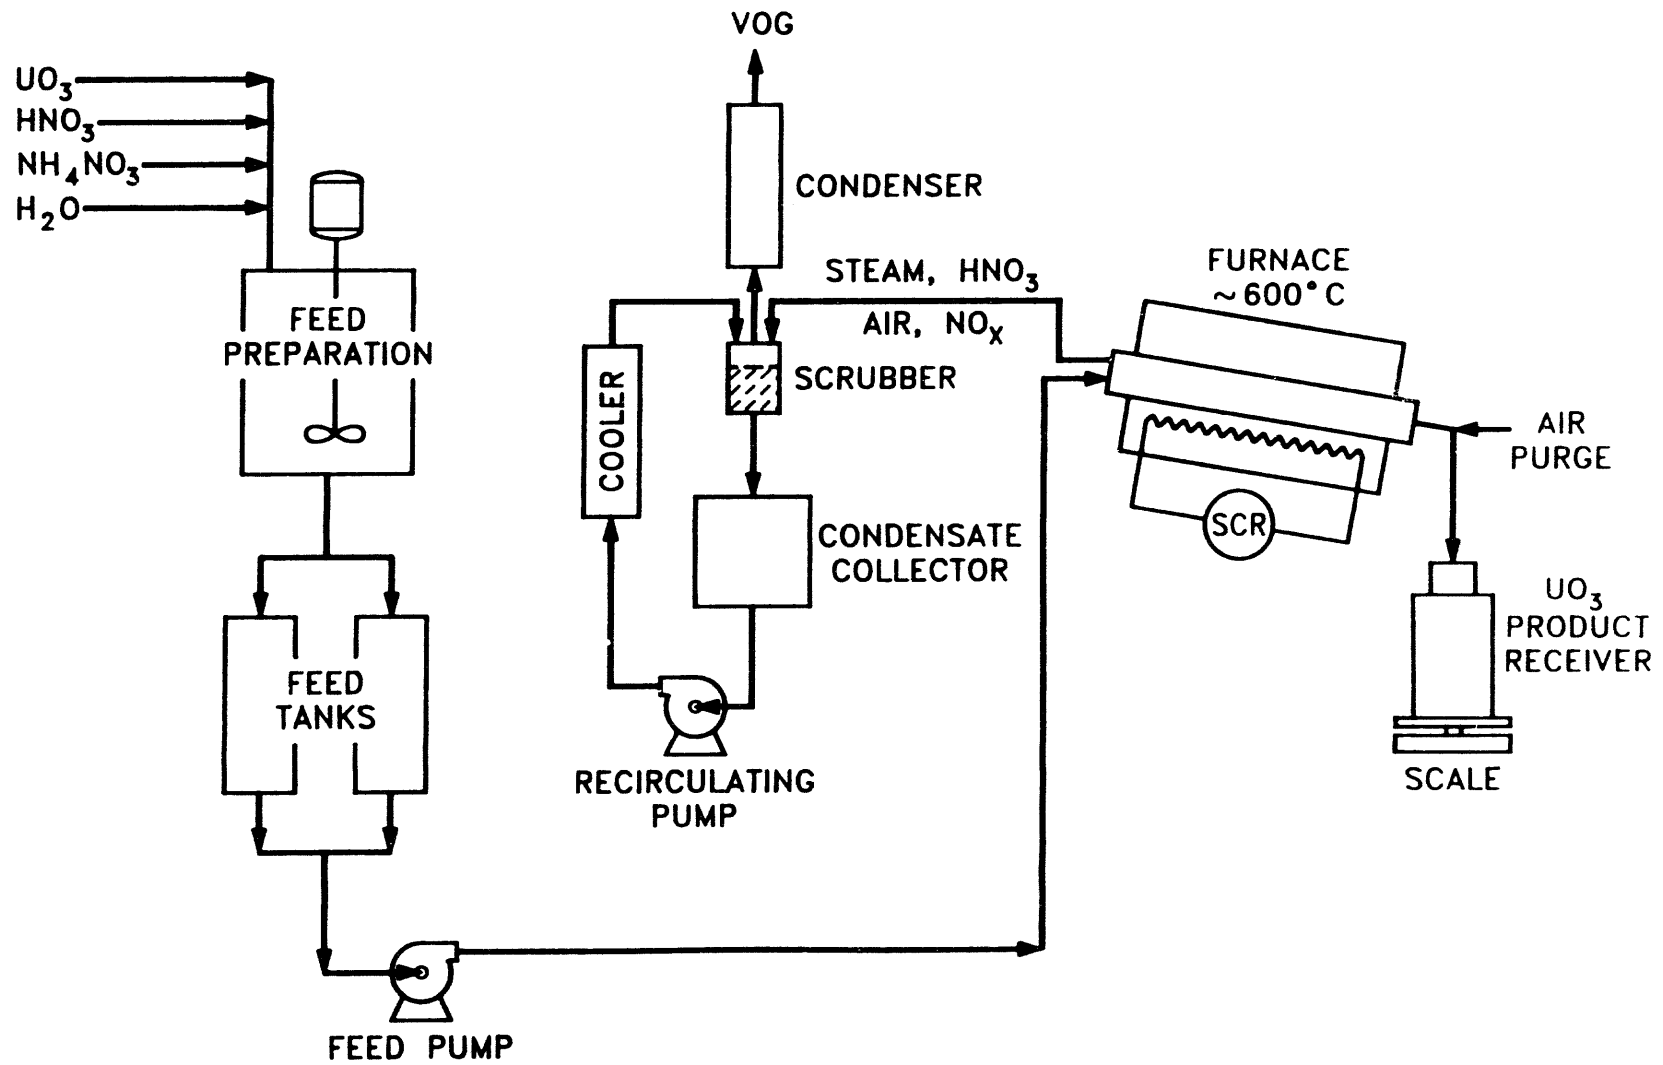 VOG
UO₃
HNO₃
NH₄NO₃
H₂O
FEED
PREPARATION
FEED
TANKS
FEED PUMP
CONDENSER
STEAM, HNO₃
AIR, NOₓ
SCRUBBER
COOLER
CONDENSATE
COLLECTOR
RECIRCULATING
PUMP
FURNACE
~600°C
SCR
AIR
PURGE
UO₃
PRODUCT
RECEIVER
SCALE